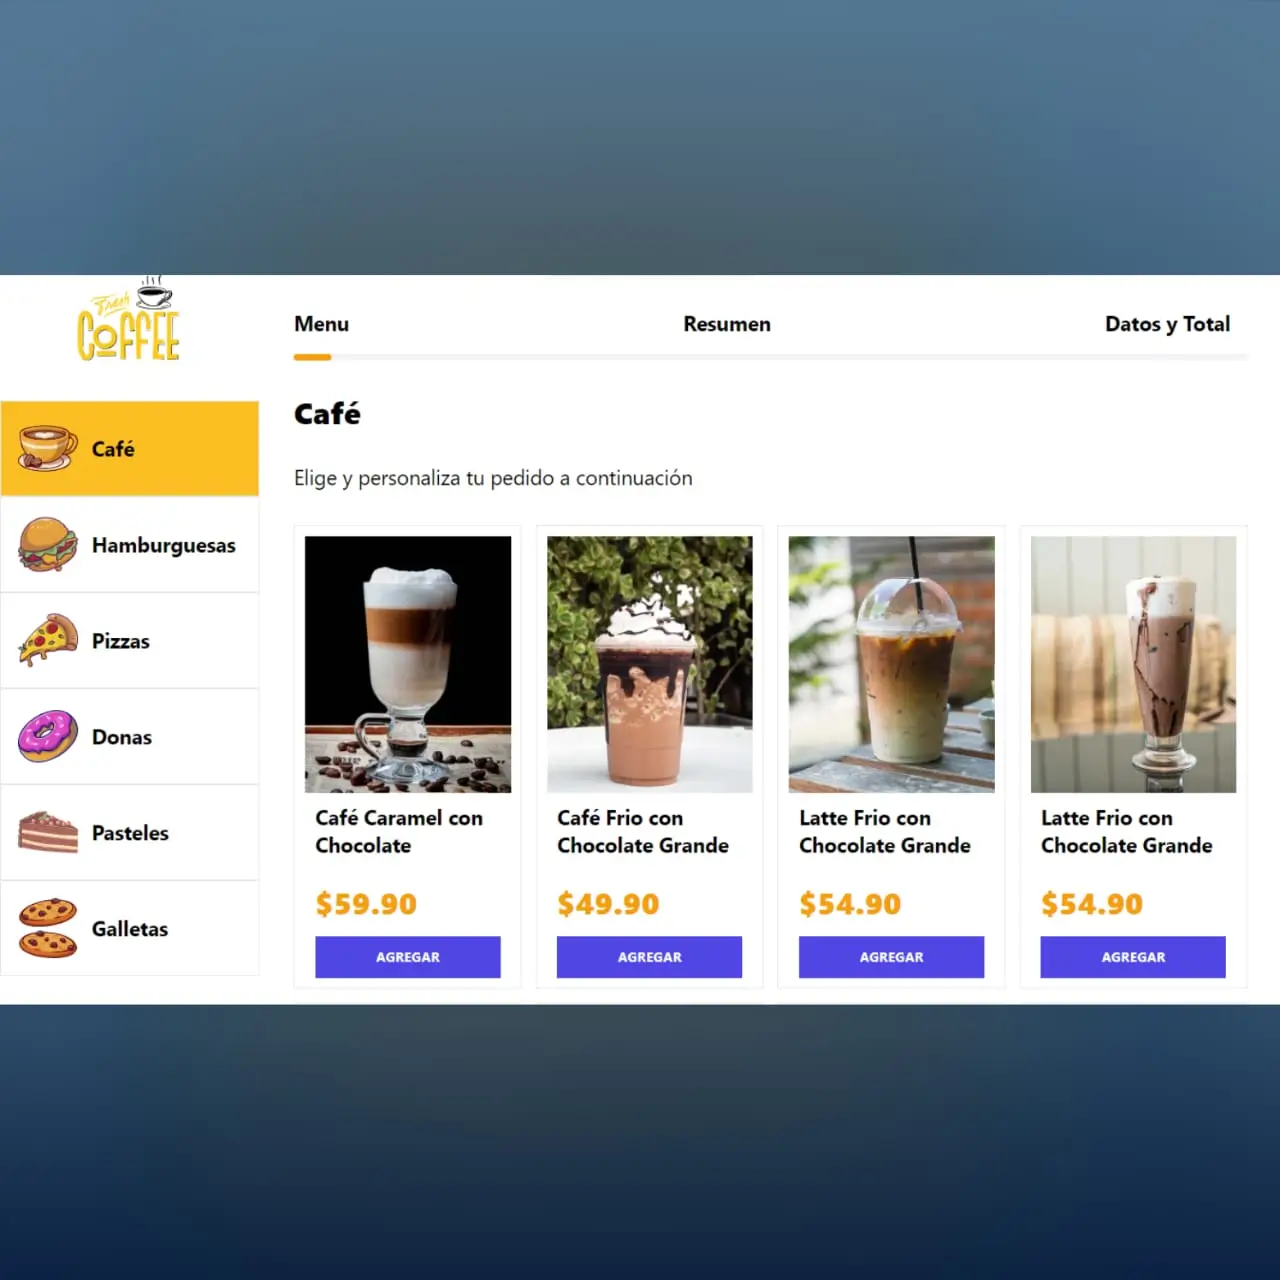 Fresh
COFFEE
Menu
Resumen
Datos y Total
Café
Hamburguesas
Pizzas
Donas
Pasteles
Galletas
Café
Elige y personaliza tu pedido a continuación
Café Caramel con
Chocolate
$59.90
AGREGAR
Café Frio con
Chocolate Grande
$49.90
AGREGAR
Latte Frio con
Chocolate Grande
$54.90
AGREGAR
Latte Frio con
Chocolate Grande
$54.90
AGREGAR